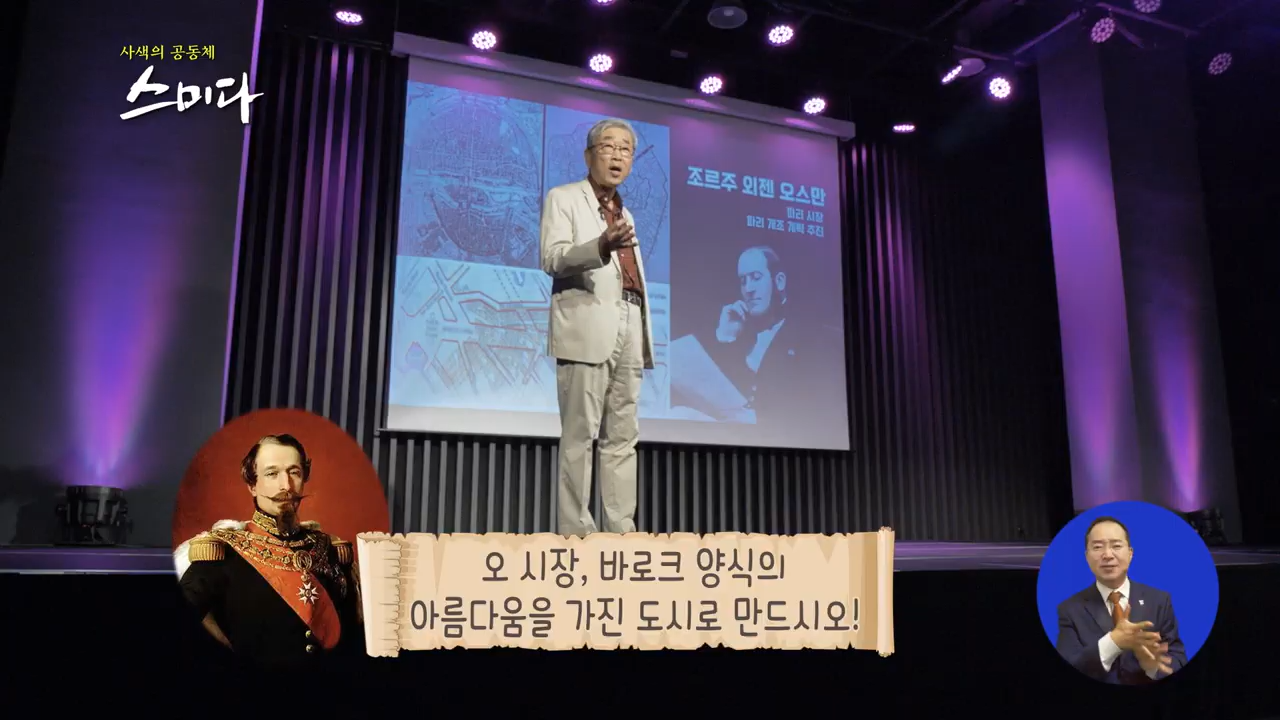 사색의 공동체
스미다
조르주 외젠 오스만
파리 시장
파리 개조 계획 추진
오 시장, 바로크 양식의
아름다움을 가진 도시로 만드시오!